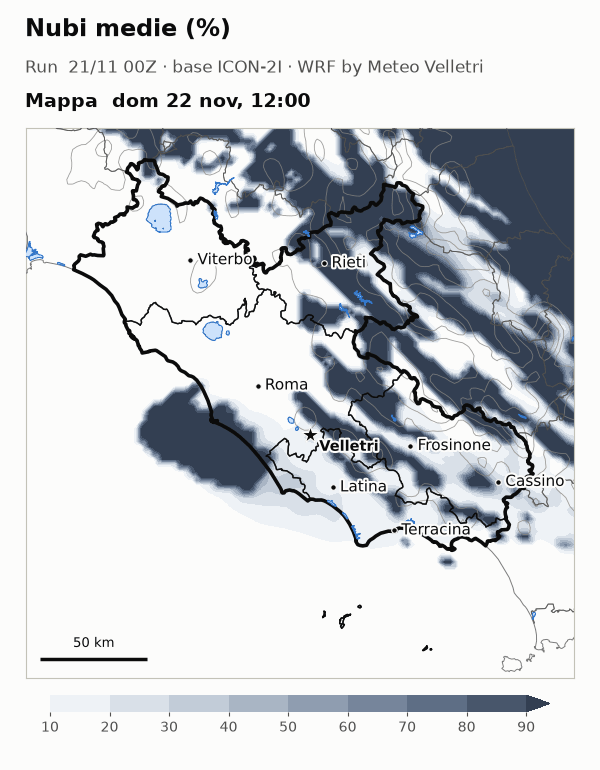 Nubi medie (%)
Run 21/11 00Z · base ICON-2I · WRF by Meteo Velletri
Mappa dom 22 nov, 12:00
Viterbo
Rieti
Roma
Velletri
Frosinone
Cassino
Latina
Terracina
50 km
10 20 30 40 50 60 70 80 90